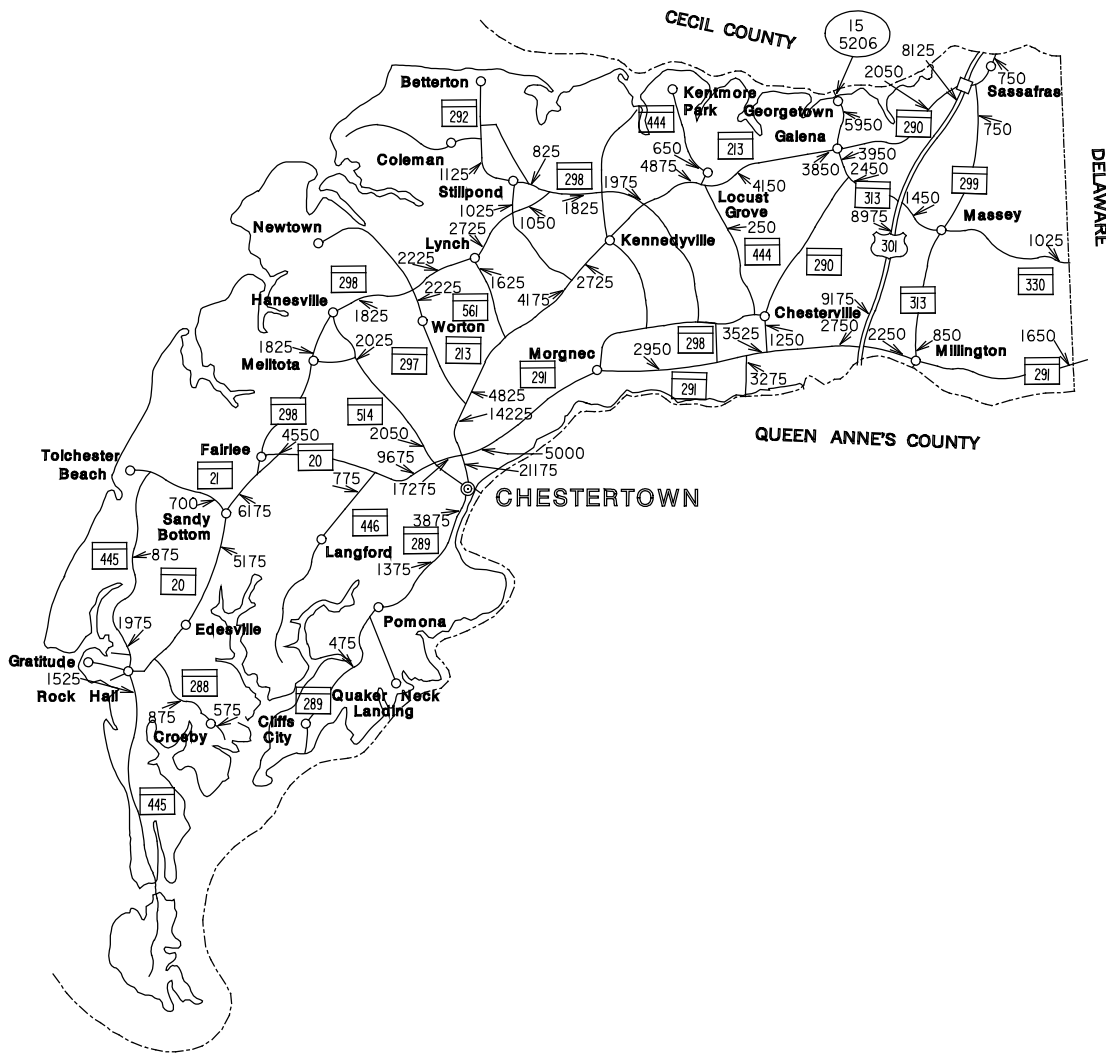 CECIL COUNTY
15
5206
8125
2050
750
Sassafras
Betterton
292
444
Kentmore
Park
Georgetown
Galena
5950
290
750
213
Coleman
1125
825
650
4875
3850
3950
2450
DELAWARE
Stillpond
298
1975
4150
313
1450
299
1025
1050
1825
Locust
Grove
8975
Massey
Newtown
2725
Lynch
Kennedyville
250
301
1025
2225
444
290
330
298
2225
1625
2725
4175
Hanesville
1825
561
Worton
213
313
9175
Chesterville
2750
1825
2025
297
Morgnec
298
3525
1250
2250
850
Millington
1650
Melitota
2950
291
291
3275
291
298
514
4825
14225
QUEEN ANNE'S COUNTY
4550
2050
Fairlee
20
9675
5000
Tolchester
Beach
21
775
17275
21175
CHESTERTOWN
700
6175
Sandy
Bottom
446
3875
289
Langford
445
875
5175
1375
20
1975
Edesville
Pomona
475
Gratitude
1525
Rock Hall
288
289
Quaker Neck
Landing
875
575
Crosby
Cliffs
City
445